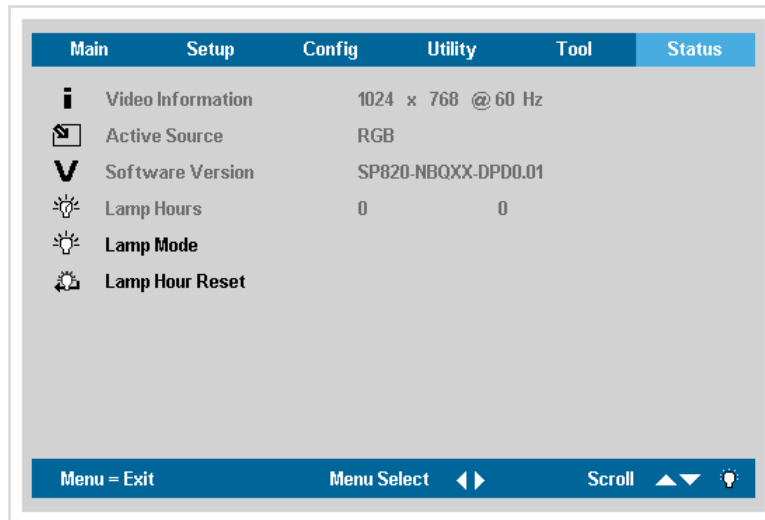 Main Setup Config Utility Tool Status
Video Information 1024 x 768 @ 60 Hz
Active Source RGB
V Software Version SP820-NBQXX-DPD0.01
Lamp Hours 0 0
Lamp Mode
Lamp Hour Reset
Menu = Exit Menu Select Scroll